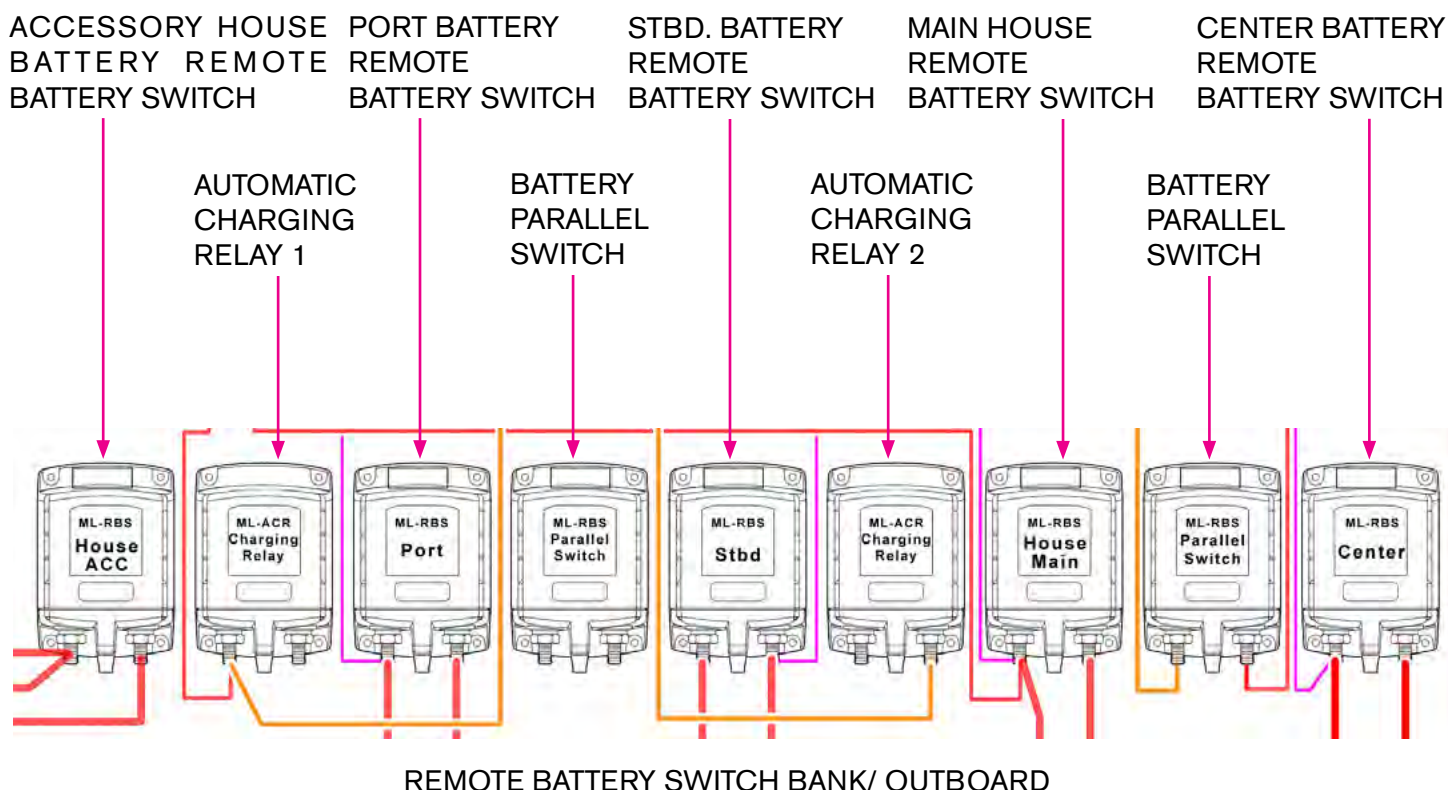 ACCESSORY HOUSE
BATTERY REMOTE
BATTERY SWITCH
PORT BATTERY
REMOTE
BATTERY SWITCH
STBD. BATTERY
REMOTE
BATTERY SWITCH
MAIN HOUSE
REMOTE
BATTERY SWITCH
CENTER BATTERY
REMOTE
BATTERY SWITCH
AUTOMATIC
CHARGING
RELAY 1
BATTERY
PARALLEL
SWITCH
AUTOMATIC
CHARGING
RELAY 2
BATTERY
PARALLEL
SWITCH
ML-RBS
House
ACC
ML-ACR
Charging
Relay
ML-RBS
Port
ML-RBS
Parallel
Switch
ML-RBS
Stbd
ML-ACR
Charging
Relay
ML-RBS
House
Main
ML-RBS
Parallel
Switch
ML-RBS
Center
REMOTE BATTERY SWITCH BANK/ OUTBOARD